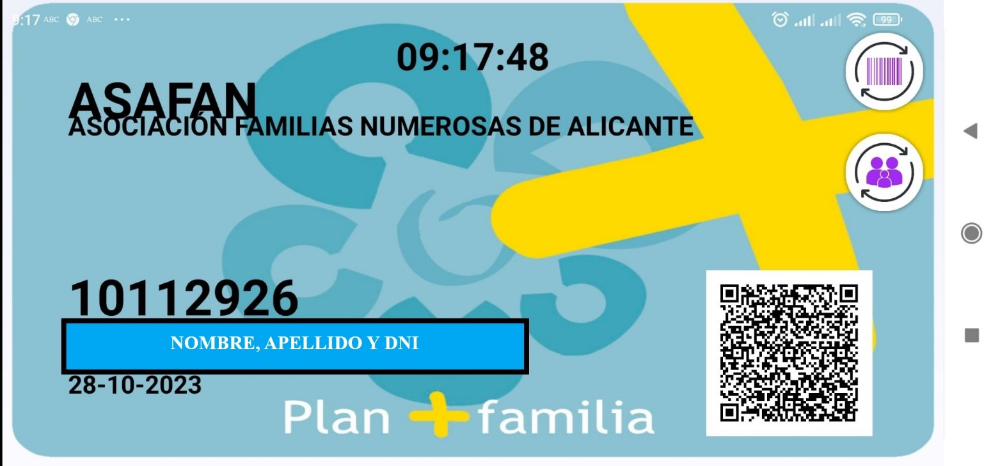 9:17 ABC ABC ... 99
09:17:48
ASAFAN
ASOCIACIÓN FAMILIAS NUMEROSAS DE ALICANTE
10112926
NOMBRE, APELLIDO Y DNI
28-10-2023
Plan + familia